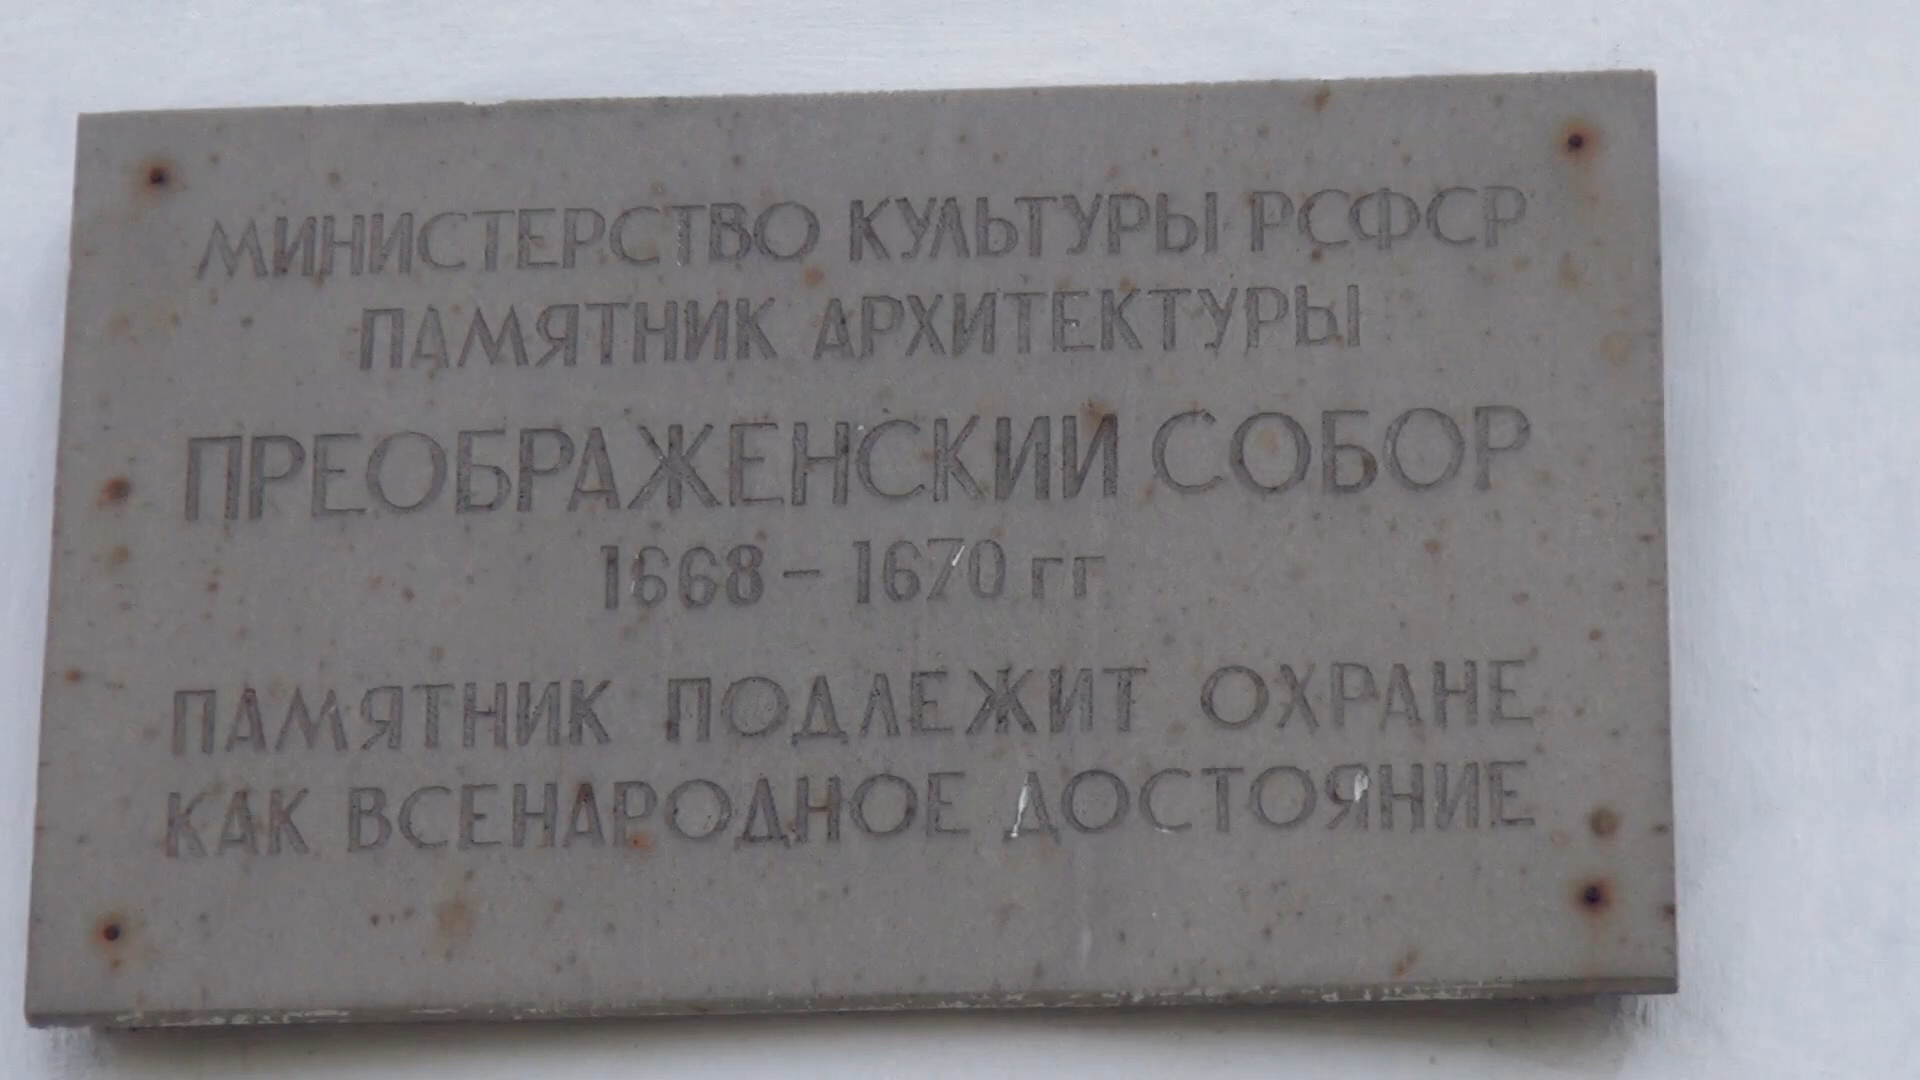 МИНИСТЕРСТВО КУЛЬТУРЫ РСФСР
ПАМЯТНИК АРХИТЕКТУРЫ
ПРЕОБРАЖЕНСКИЙ СОБОР
1668 – 1670 гг
ПАМЯТНИК ПОДЛЕЖИТ ОХРАНЕ
КАК ВСЕНАРОДНОЕ ДОСТОЯНИЕ